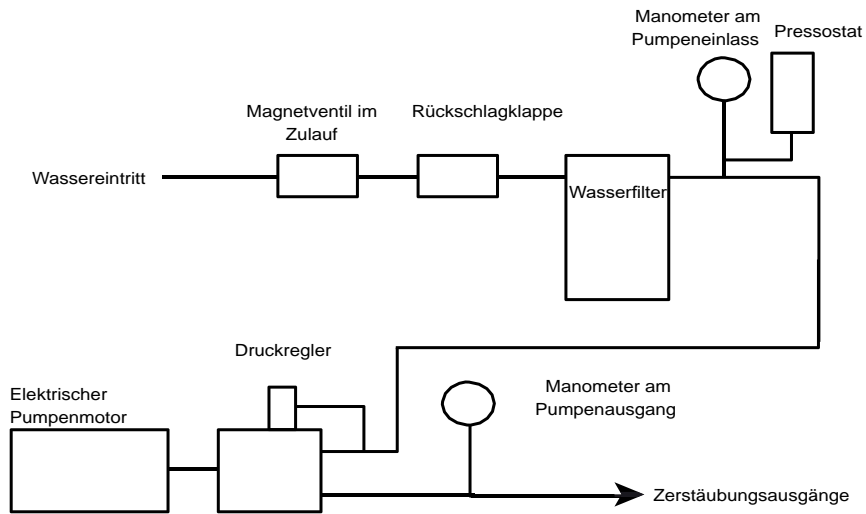 Manometer am
Pumpeneinlass
Pressostat
Magnetventil im
Zulauf
Rückschlagklappe
Wassereintritt
Wasserfilter
Druckregler
Elektrischer
Pumpenmotor
Manometer am
Pumpenausgang
Zerstäubungsausgänge